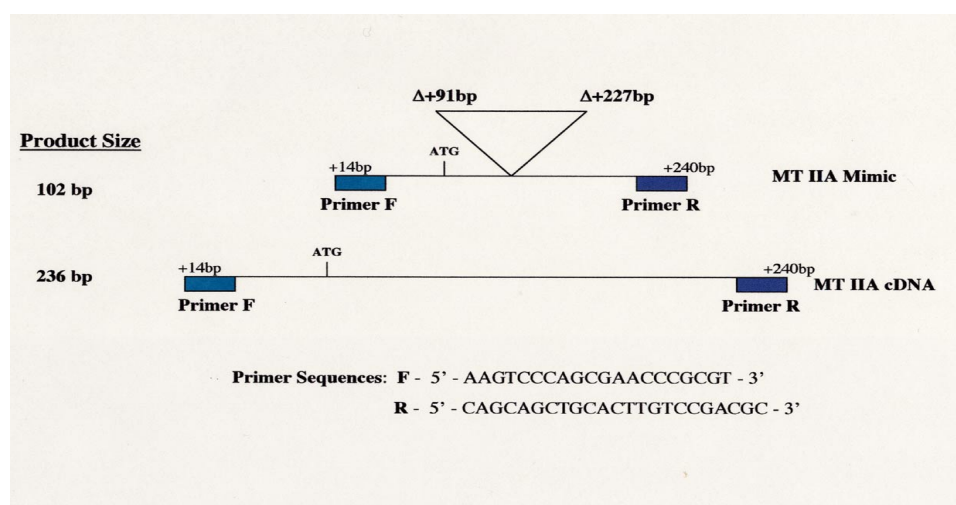 Δ+91bp Δ+227bp
Product Size
ATG
+14bp +240bp MT IIA Mimic
102 bp
Primer F Primer R
ATG
236 bp +14bp +240bp MT IIA cDNA
Primer F Primer R
Primer Sequences: F - 5' - AAGTCCCAGCGAACCCGCGT - 3'
R - 5' - CAGCAGCTGCACTTGTCCGACGC - 3'